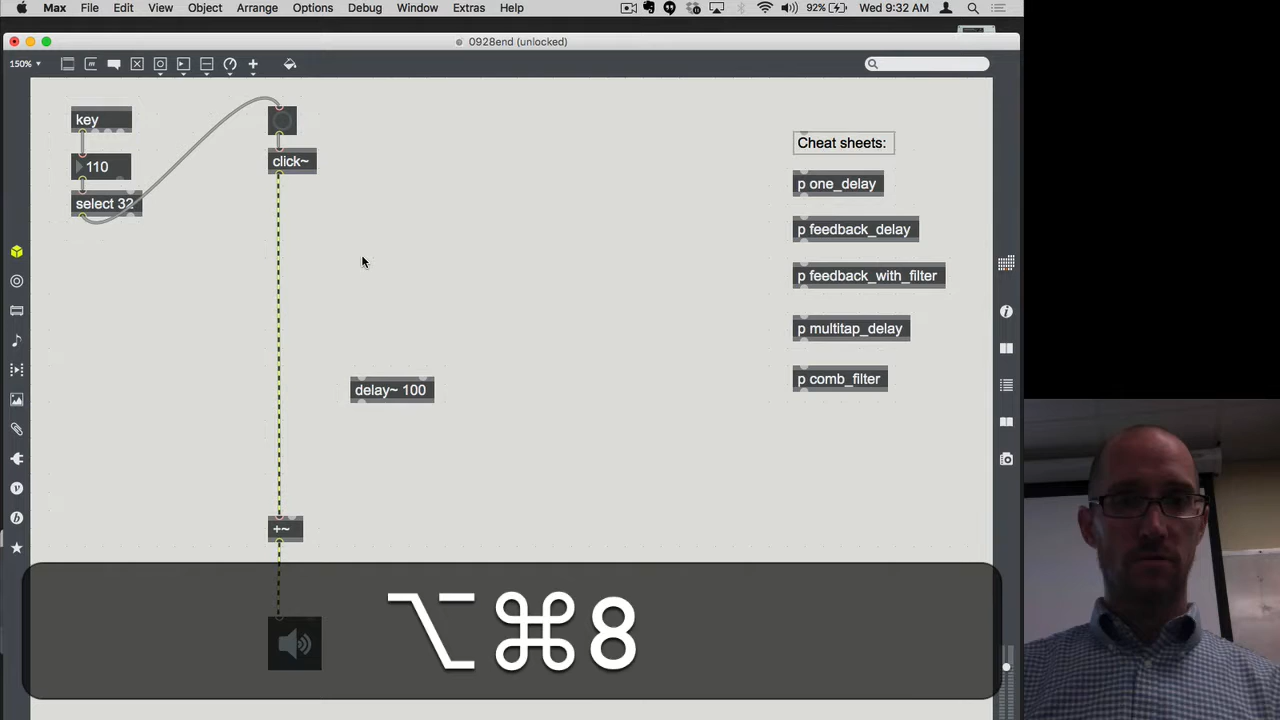 Max File Edit View Object Arrange Options Debug Window Extras Help 92% Wed 9:32 AM
0928end (unlocked)
150%
key
110
select 32
click~
Cheat sheets:
p one_delay
p feedback_delay
p feedback_with_filter
p multitap_delay
p comb_filter
delay~ 100
+~
⌥⌘8